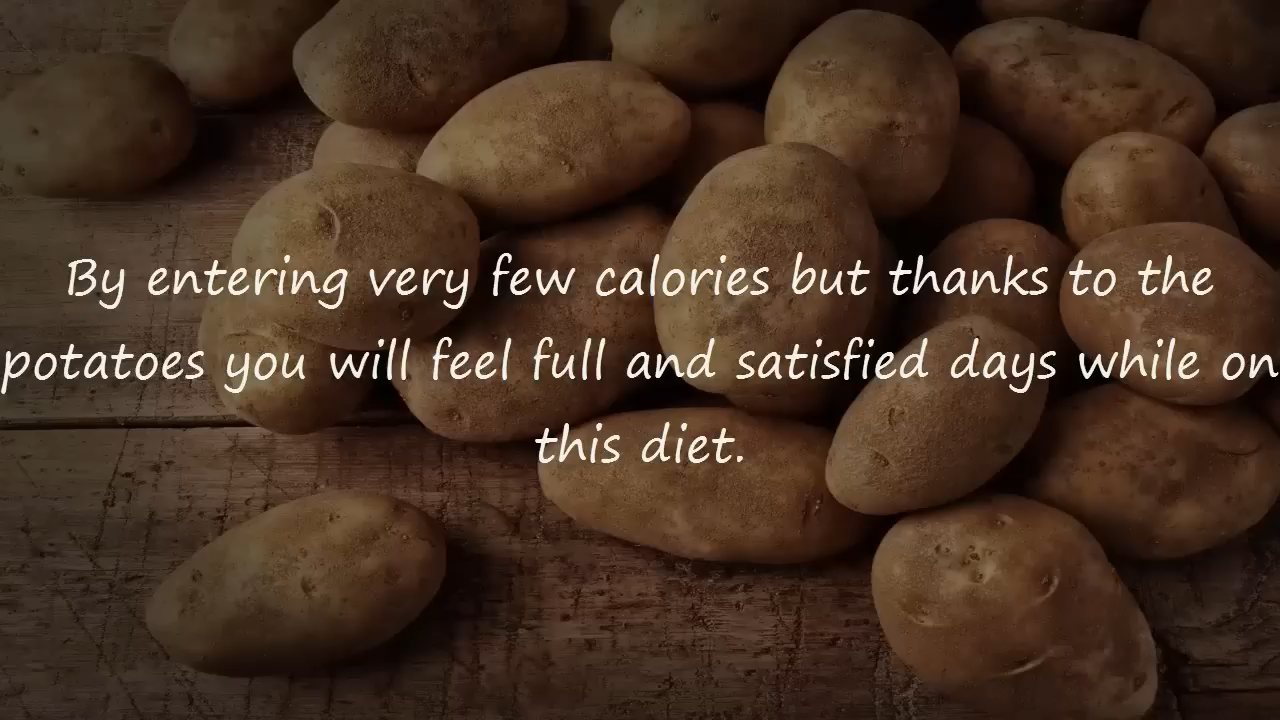 By entering very few calories but thanks to the
potatoes you will feel full and satisfied days while on
this diet.